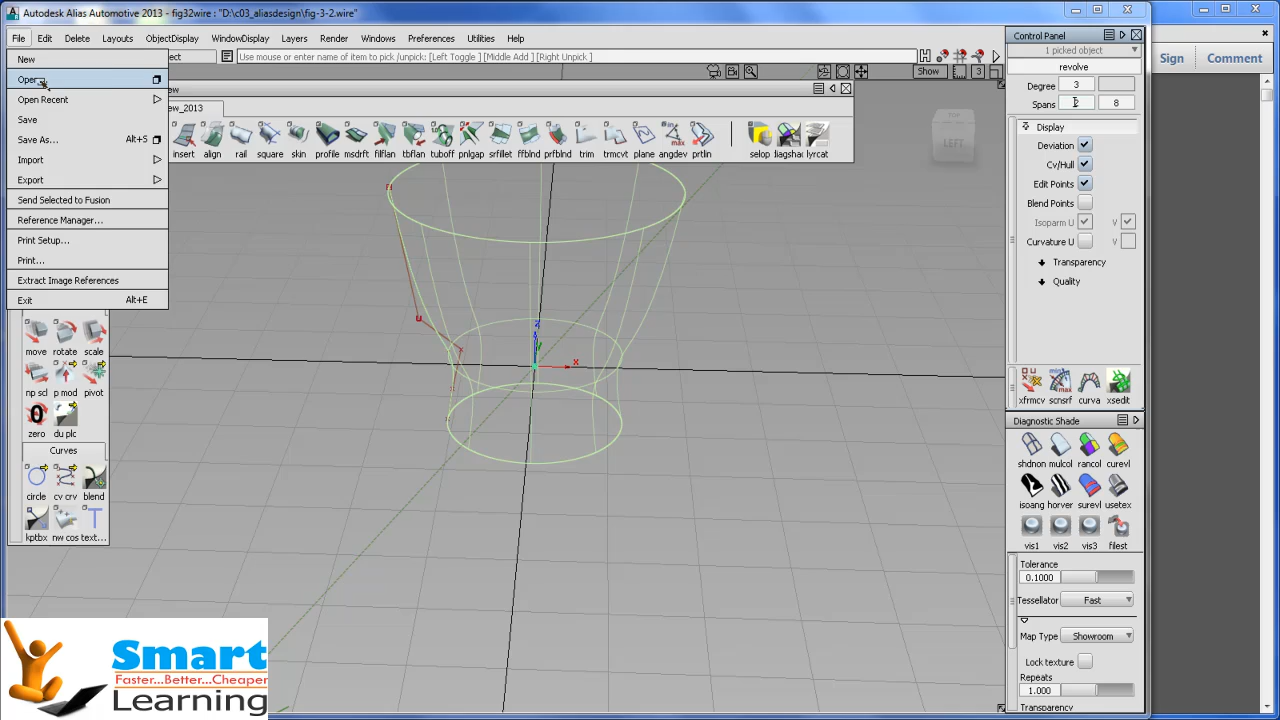 Autodesk Alias Automotive 2013 - fig32wire : "D:\c03_aliasdesign\fig-3-2.wire"
File Edit Delete Layouts ObjectDisplay WindowDisplay Layers Render Windows Preferences Utilities Help
Use mouse or enter name of item to pick /unpick: [Left Toggle ] [Middle Add ] [Right Unpick ]
Show 3
New
Open
Open Recent
Save
Save As... Alt+S
Import
Export
Send Selected to Fusion
Reference Manager...
Print Setup...
Print...
Extract Image References
Exit Alt+E
insert align rail square skin profile msdrft filflan tbflan tuboff pnlgap srfillet ffblnd prfblnd trim trmcvt plane angdev prtlin selop liagshad lyrcat
TOP
LEFT
Z
X
move rotate scale
np scl p mod pivot
0
zero du plc
Curves
circle cv crv blend
kptbx nw cos text...
Control Panel
1 picked object
revolve
Degree 3
Spans 8
Display
Deviation
Cv/Hull
Edit Points
Blend Points
Isoparm U V
Curvature U V
Transparency
Quality
xfrmcv scnsrf curva xsedit
Diagnostic Shade
shdnon mulcol rancol curevl
isoang horver surevl usetex
vis1 vis2 vis3 filest
Tolerance
0.1000
Tessellator Fast
Map Type Showroom
Lock texture
Repeats
1.000
Transparency
Sign Comment
Smart
Faster...Better...Cheaper
Learning